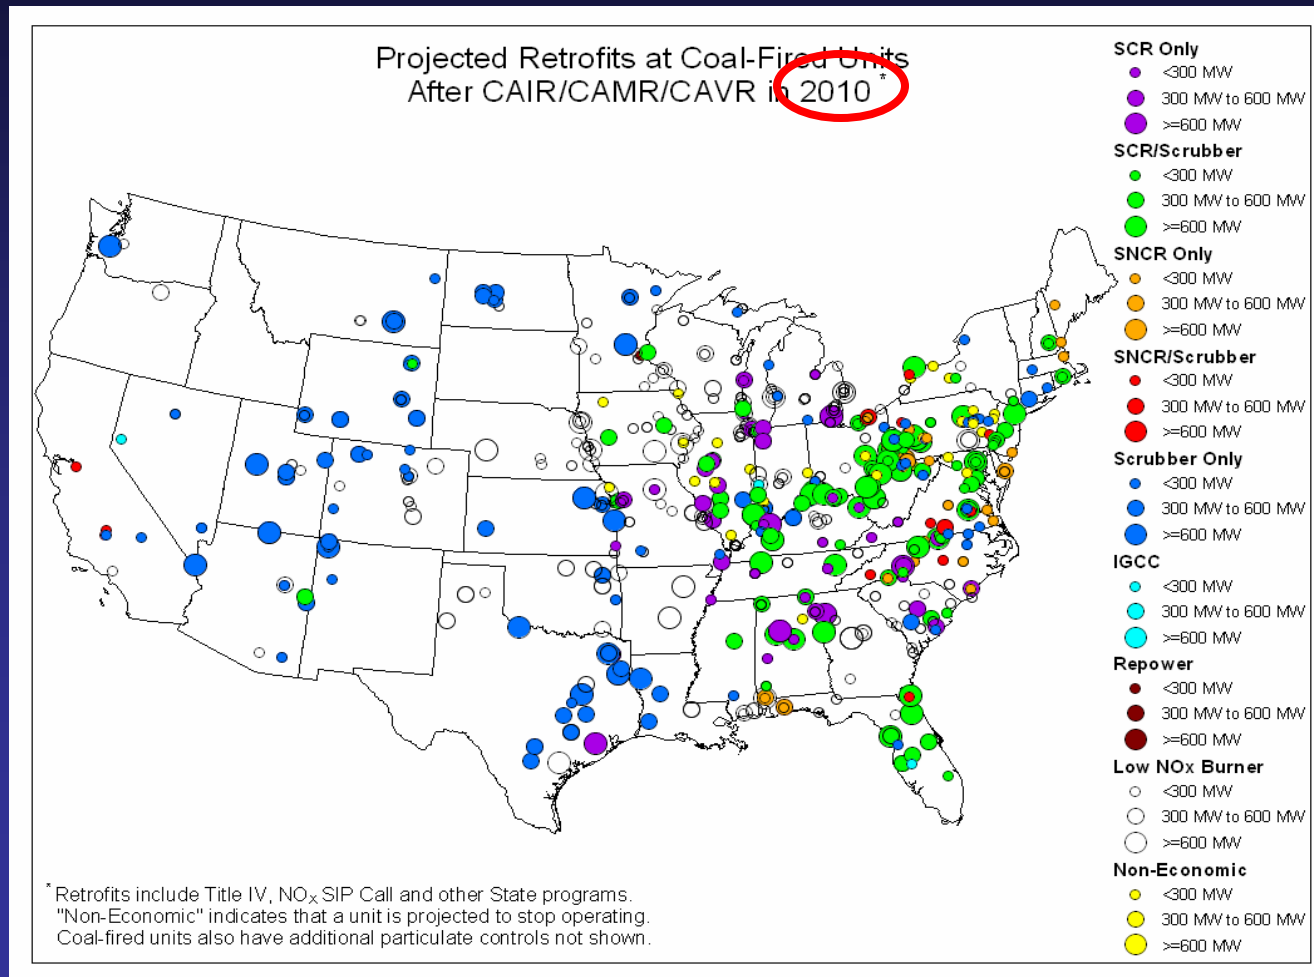 Projected Retrofits at Coal-Fired Units
After CAIR/CAMR/CAVR in 2010 *
SCR Only
<300 MW
300 MW to 600 MW
>=600 MW
SCR/Scrubber
<300 MW
300 MW to 600 MW
>=600 MW
SNCR Only
<300 MW
300 MW to 600 MW
>=600 MW
SNCR/Scrubber
<300 MW
300 MW to 600 MW
>=600 MW
Scrubber Only
<300 MW
300 MW to 600 MW
>=600 MW
IGCC
<300 MW
300 MW to 600 MW
>=600 MW
Repower
<300 MW
300 MW to 600 MW
>=600 MW
Low NOx Burner
<300 MW
300 MW to 600 MW
>=600 MW
Non-Economic
<300 MW
300 MW to 600 MW
>=600 MW
* Retrofits include Title IV, NOx SIP Call and other State programs.
"Non-Economic" indicates that a unit is projected to stop operating.
Coal-fired units also have additional particulate controls not shown.